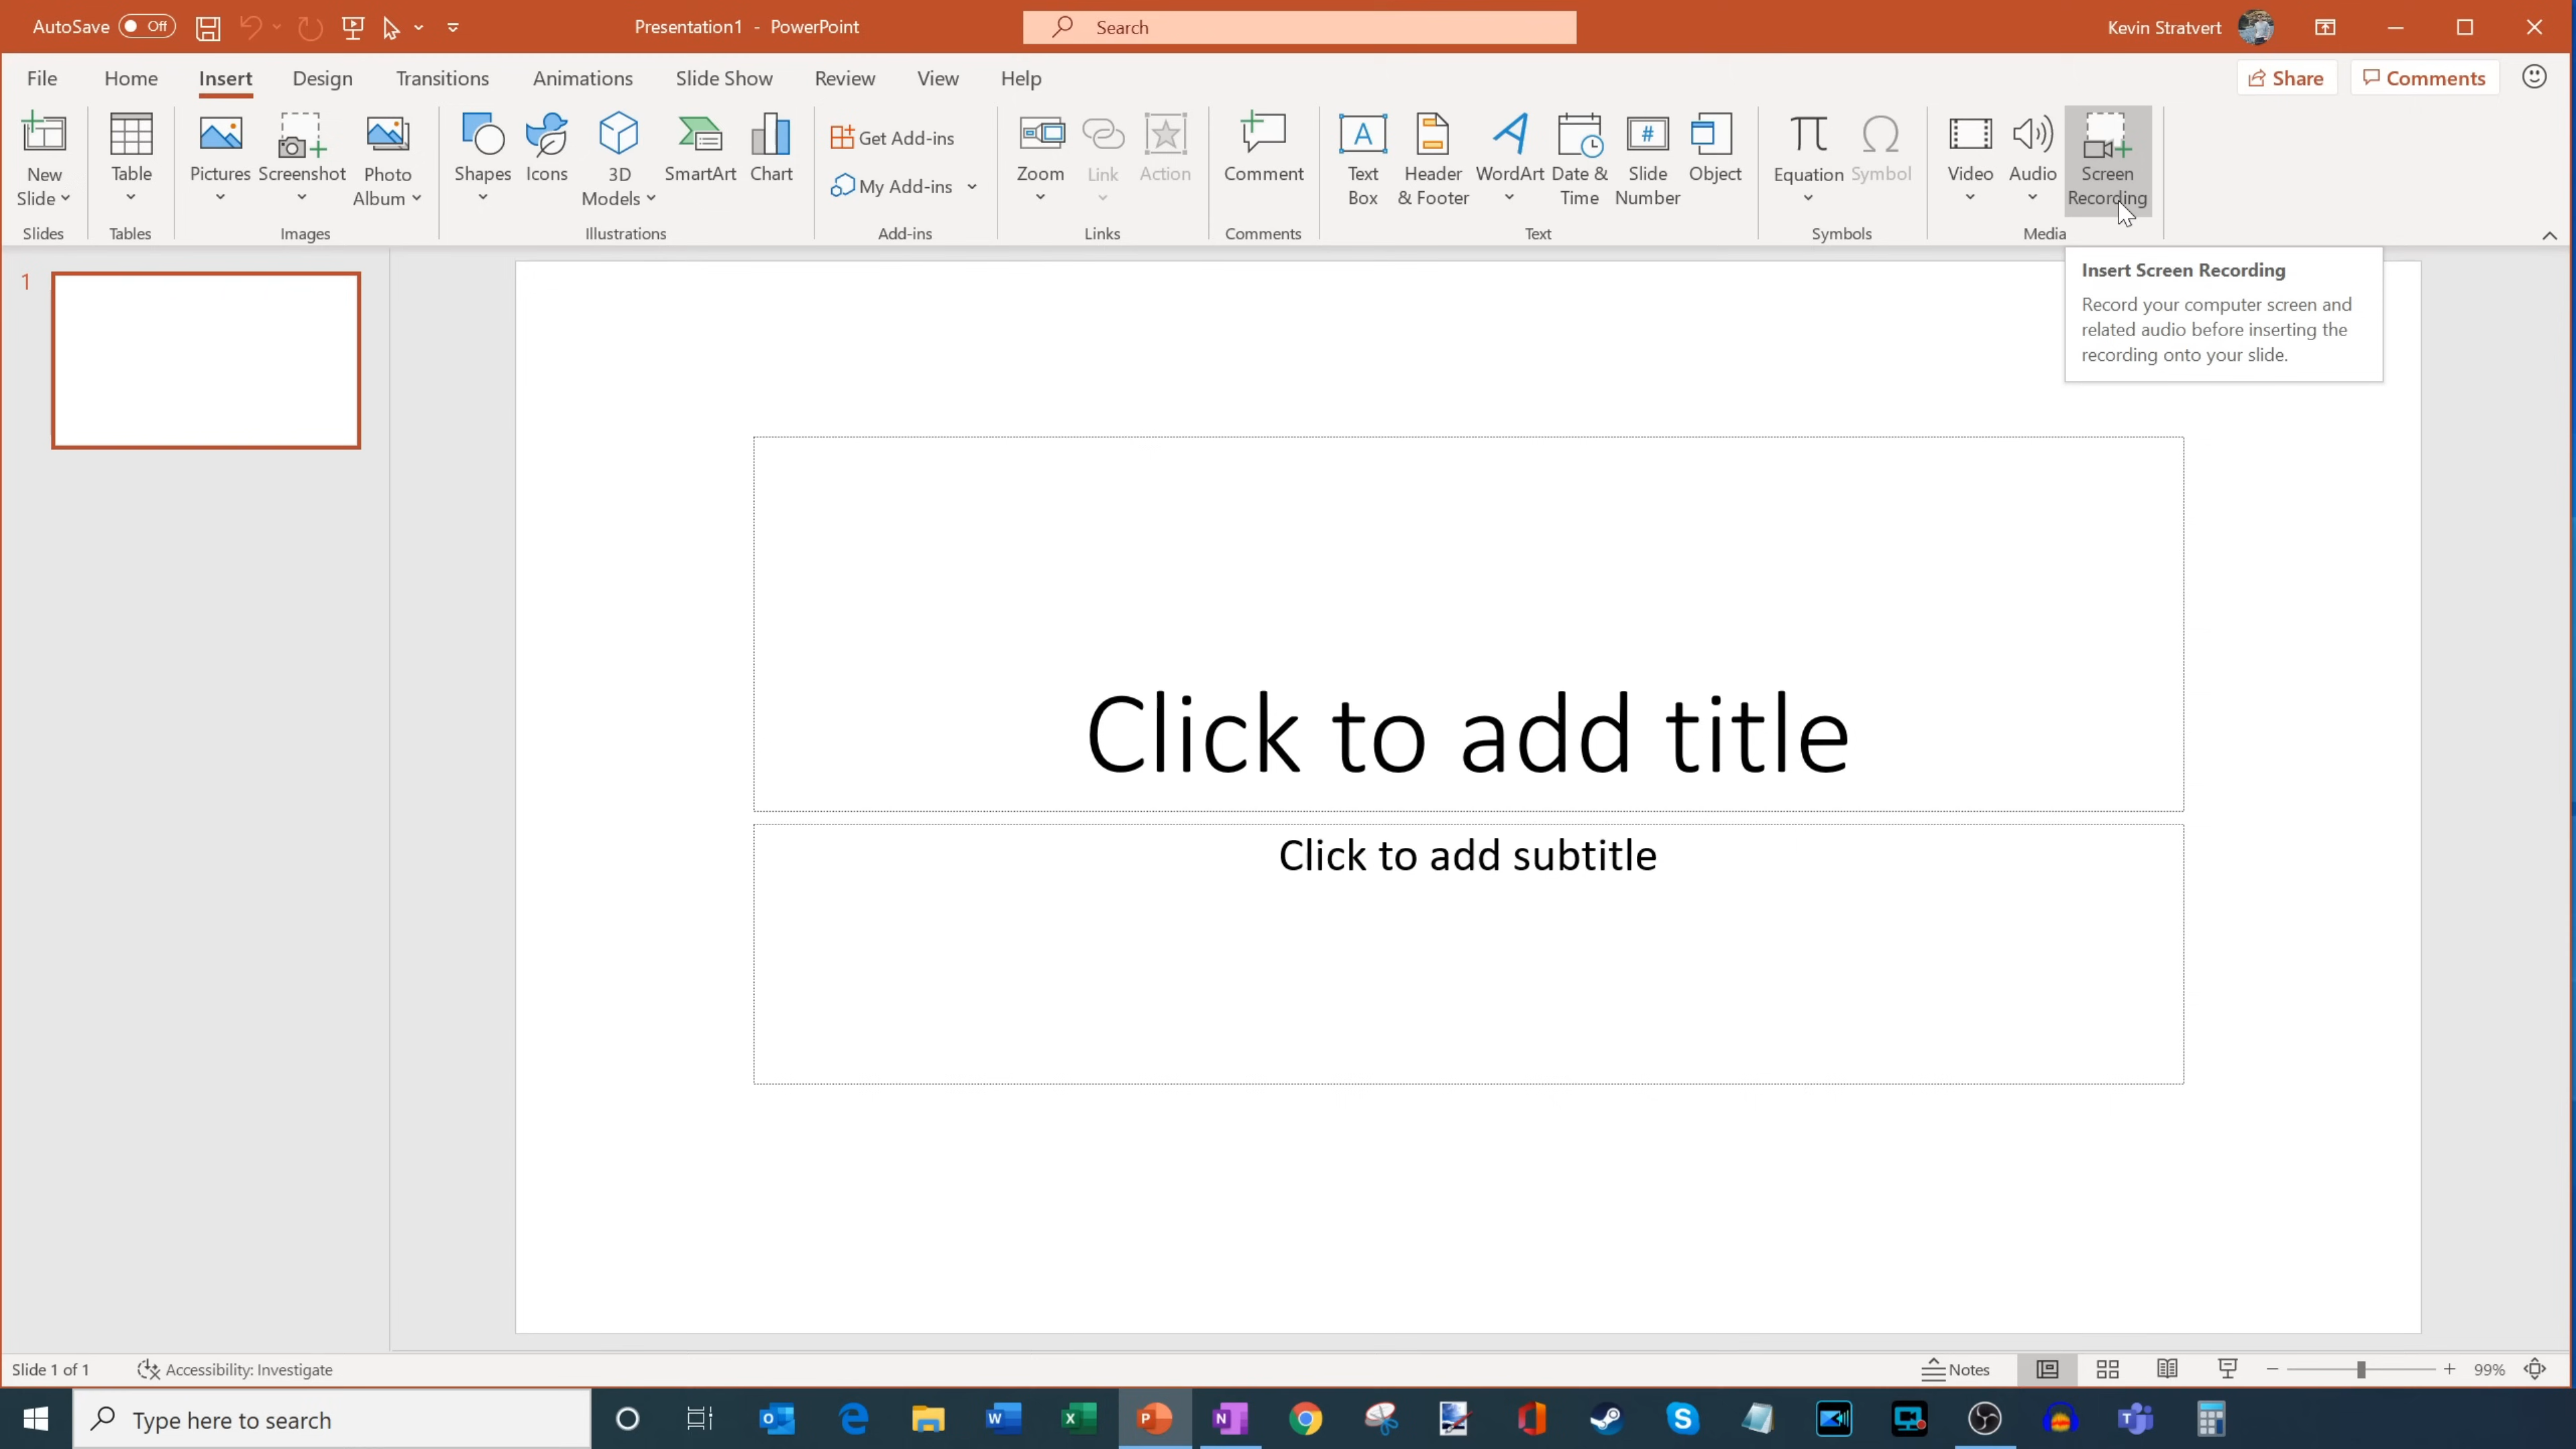 AutoSave Off
Presentation1 - PowerPoint
Search
Kevin Stratvert
File Home Insert Design Transitions Animations Slide Show Review View Help
Share Comments
New Slide
Table
Pictures
Screenshot
Photo Album
Shapes
Icons
3D Models
SmartArt
Chart
Get Add-ins
My Add-ins
Zoom
Link
Action
Comment
Text Box
Header & Footer
WordArt
Date & Time
Slide Number
Object
Equation
Symbol
Video
Audio
Screen Recording
Slides Tables Images Illustrations Add-ins Links Comments Text Symbols Media
1
Insert Screen Recording
Record your computer screen and
related audio before inserting the
recording onto your slide.
Click to add title
Click to add subtitle
Slide 1 of 1 Accessibility: Investigate Notes 99%
Type here to search